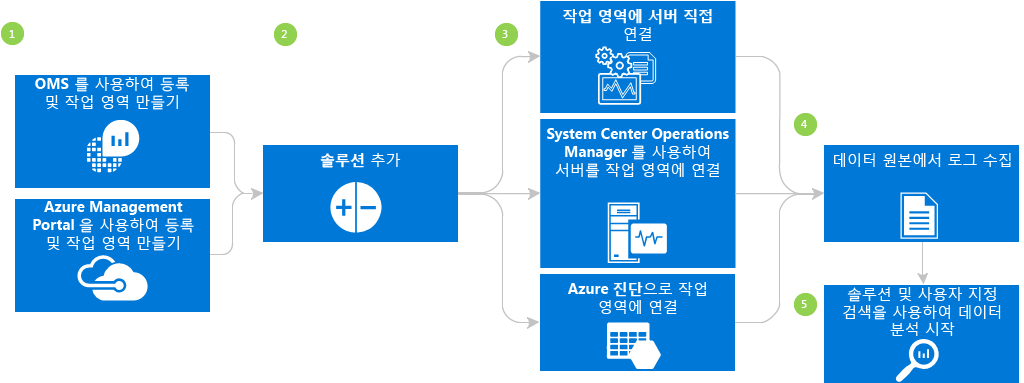 1
OMS 를 사용하여 등록
및 작업 영역 만들기
Azure Management
Portal 을 사용하여 등록
및 작업 영역 만들기
2
솔루션 추가
3
작업 영역에 서버 직접
연결
System Center Operations
Manager 를 사용하여
서버를 작업 영역에 연결
Azure 진단으로 작업
영역에 연결
4
데이터 원본에서 로그 수집
5
솔루션 및 사용자 지정
검색을 사용하여 데이터
분석 시작